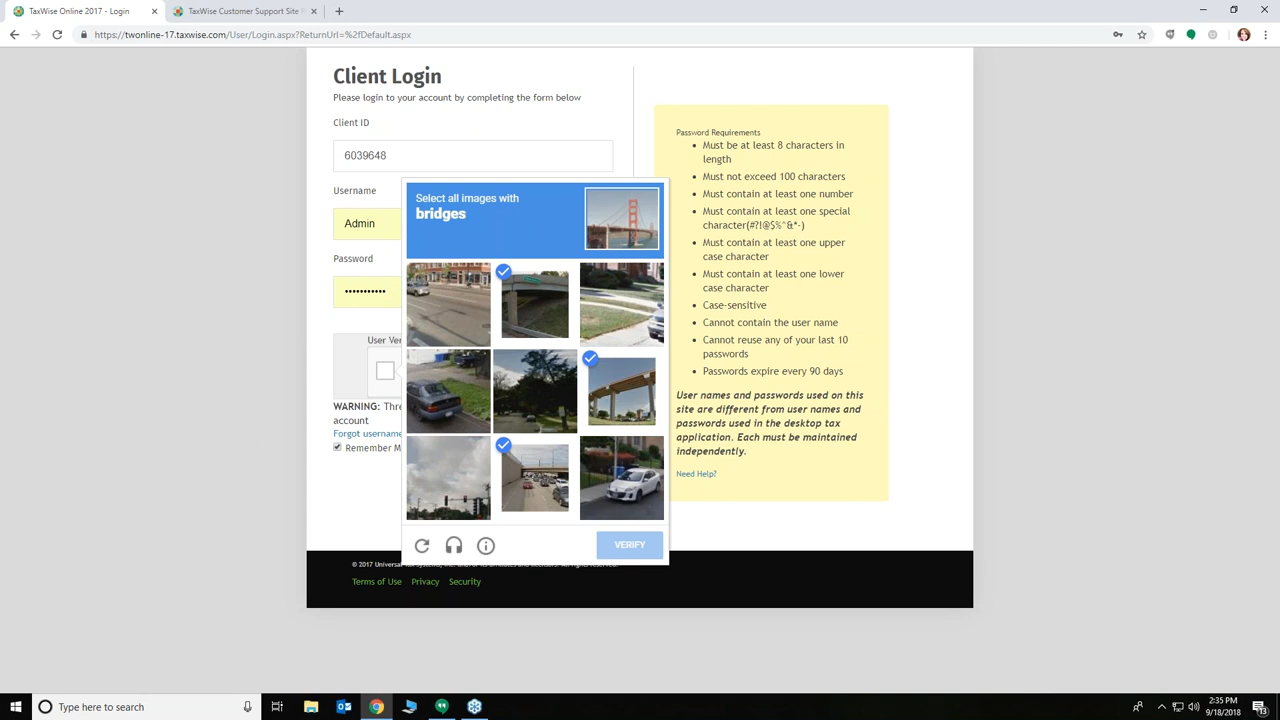 TaxWise Online 2017 - Login
TaxWise Customer Support Site
https://twonline-17.taxwise.com/User/Login.aspx?ReturnUrl=%2fDefault.aspx
Client Login
Please login to your account by completing the form below
Client ID
6039648
Username
Admin
Password
•••••••••••
User Ver
WARNING: Thre
account
Forgot username
Remember M
Select all images with
bridges
VERIFY
Password Requirements
• Must be at least 8 characters in
length
• Must not exceed 100 characters
• Must contain at least one number
• Must contain at least one special
character(#?!@$%^&*-)
• Must contain at least one upper
case character
• Must contain at least one lower
case character
• Case-sensitive
• Cannot contain the user name
• Cannot reuse any of your last 10
passwords
• Passwords expire every 90 days
User names and passwords used on this
site are different from user names and
passwords used in the desktop tax
application. Each must be maintained
independently.
Need Help?
© 2017 Universal
Terms of Use Privacy Security
Type here to search
2:35 PM
9/18/2018